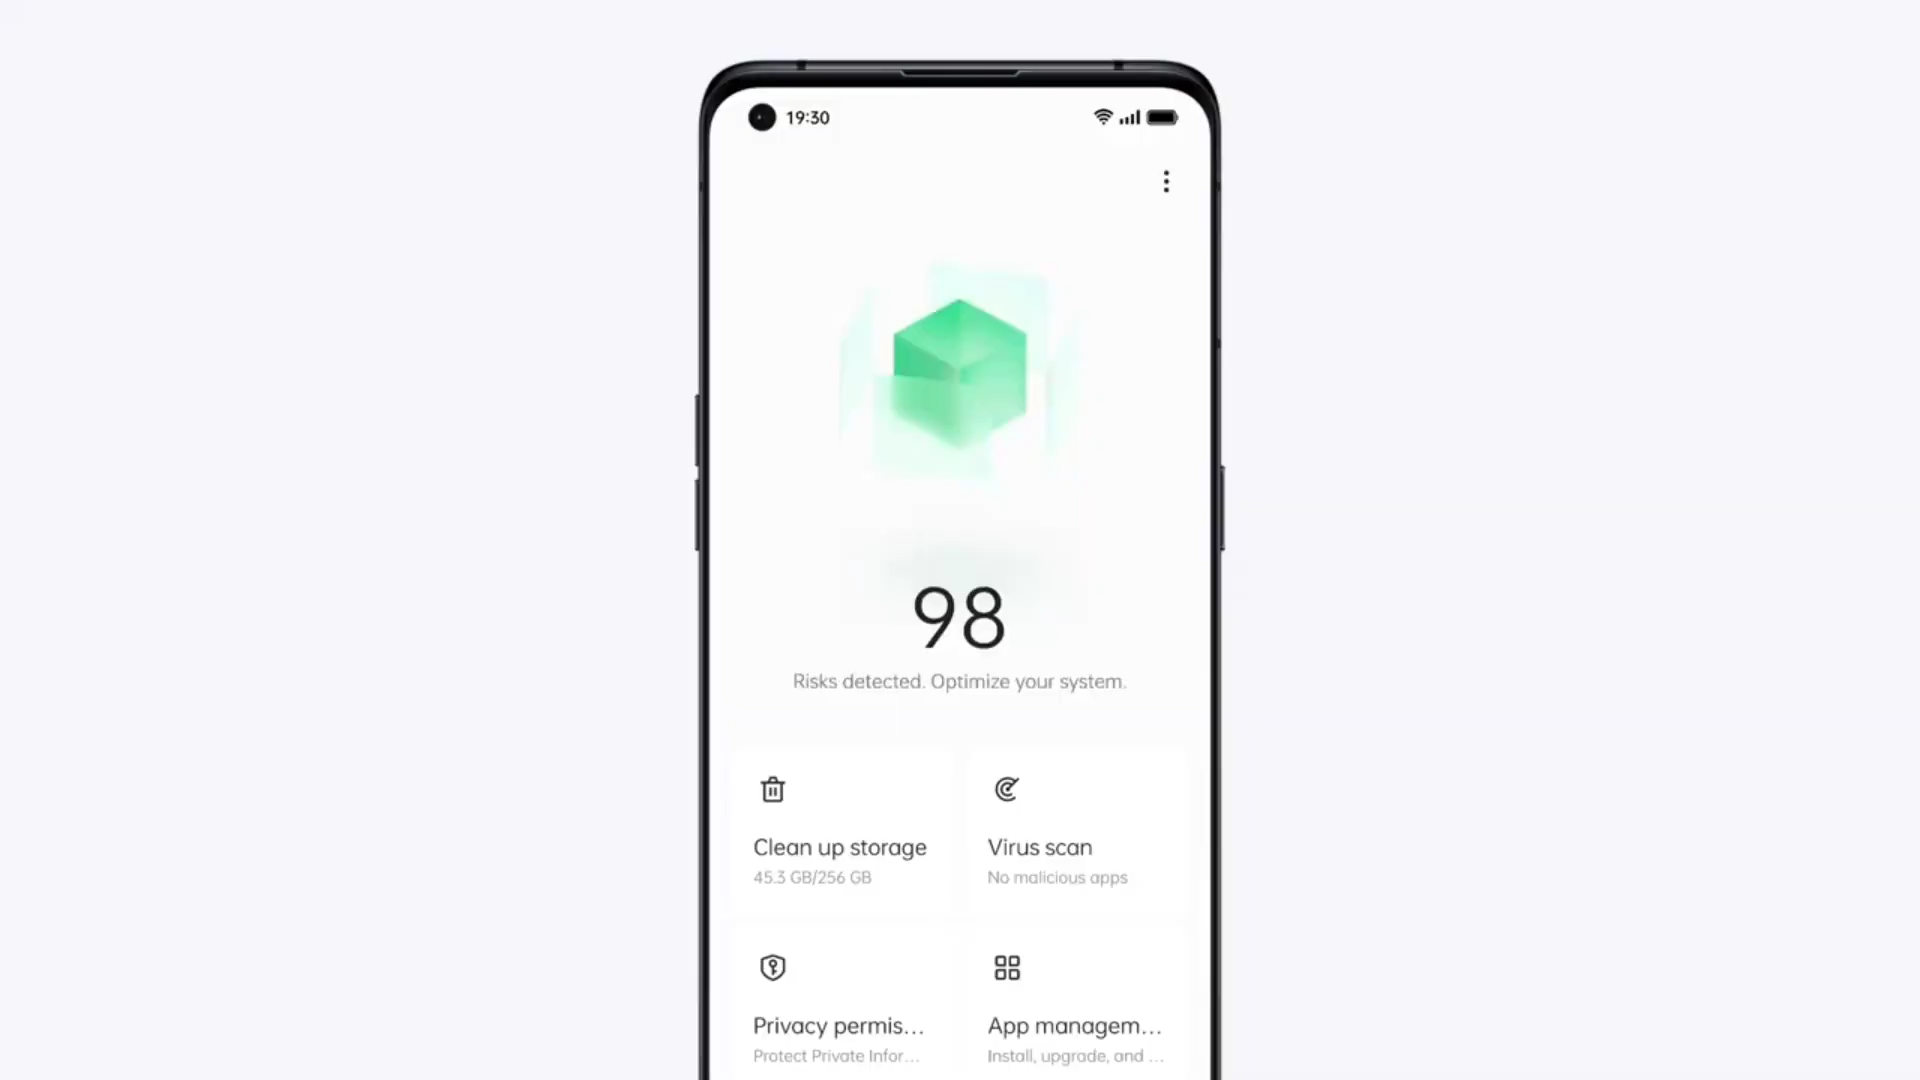 19:30
98
Risks detected. Optimize your system.
Clean up storage
45.3 GB/256 GB
Virus scan
No malicious apps
Privacy permis...
Protect Private Infor...
App managem...
Install, upgrade, and ...